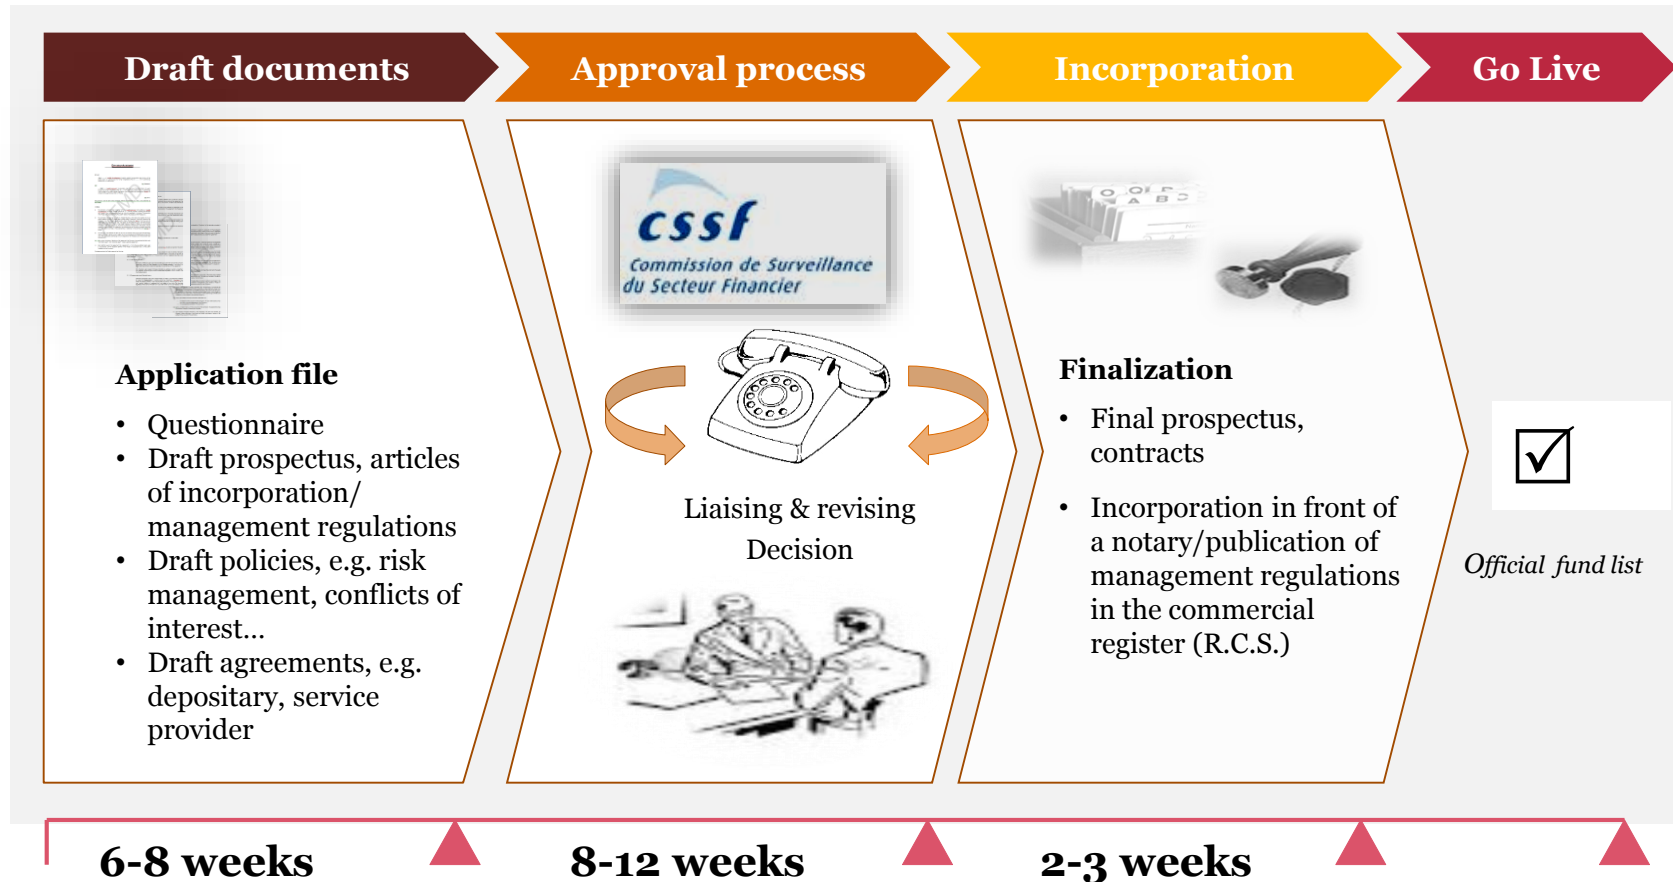 Draft documents
Approval process
Incorporation
Go Live
Application file
• Questionnaire
• Draft prospectus, articles
of incorporation/
management regulations
• Draft policies, e.g. risk
management, conflicts of
interest...
• Draft agreements, e.g.
depositary, service
provider
cssf
Commission de Surveillance
du Secteur Financier
Liaising & revising
Decision
A B C
Finalization
• Final prospectus,
contracts
• Incorporation in front of
a notary/publication of
management regulations
in the commercial
register (R.C.S.)
Official fund list
6-8 weeks
8-12 weeks
2-3 weeks